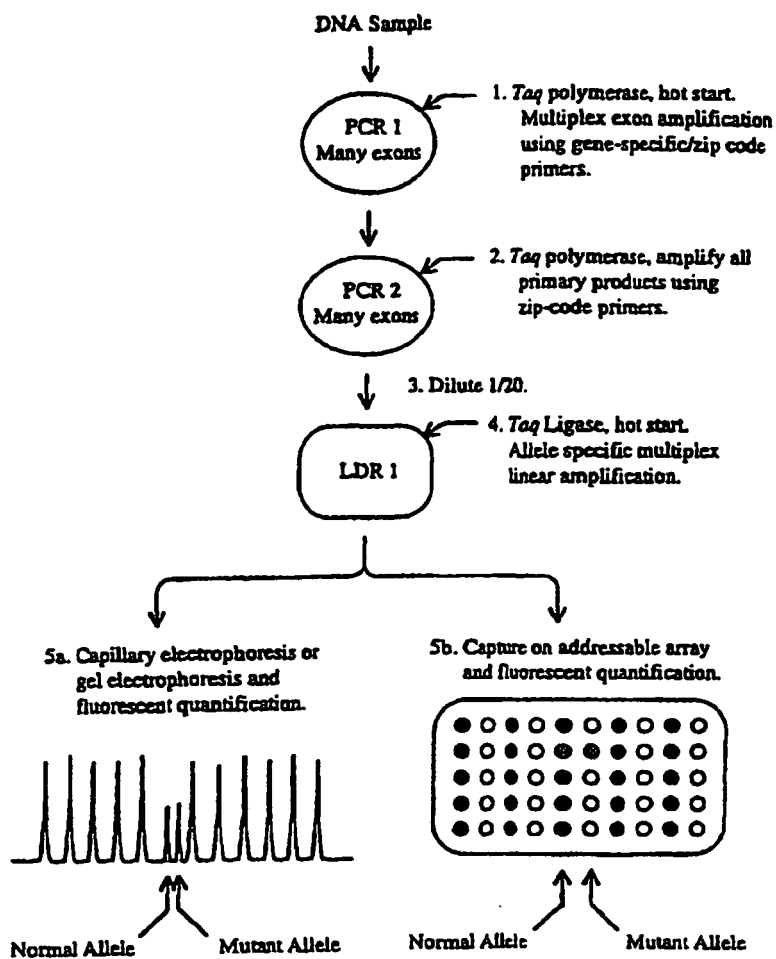 DNA Sample
PCR 1
Many exons
1. Taq polymerase, hot start.
Multiplex exon amplification
using gene-specific/zip code
primers.
PCR 2
Many exons
2. Taq polymerase, amplify all
primary products using
zip-code primers.
3. Dilute 1/20.
LDR 1
4. Taq Ligase, hot start.
Allele specific multiplex
linear amplification.
5a. Capillary electrophoresis or
gel electrophoresis and
fluorescent quantification.
5b. Capture on addressable array
and fluorescent quantification.
Normal Allele
Mutant Allele
Normal Allele
Mutant Allele